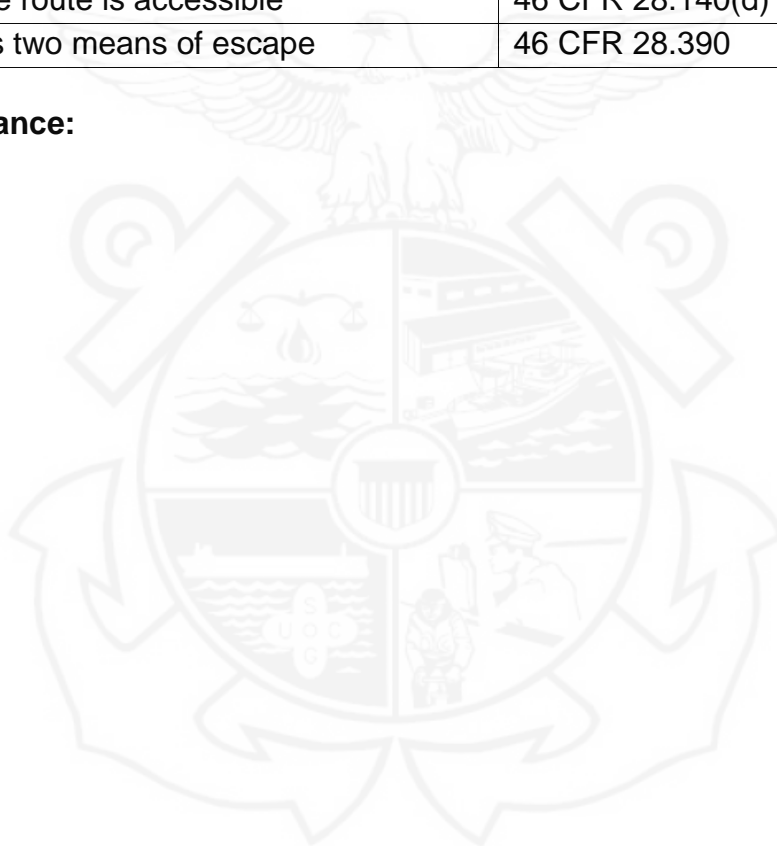 e route is accessible 46 CFR 28.140(d)
s two means of escape 46 CFR 28.390
ance:
S
U O C
G